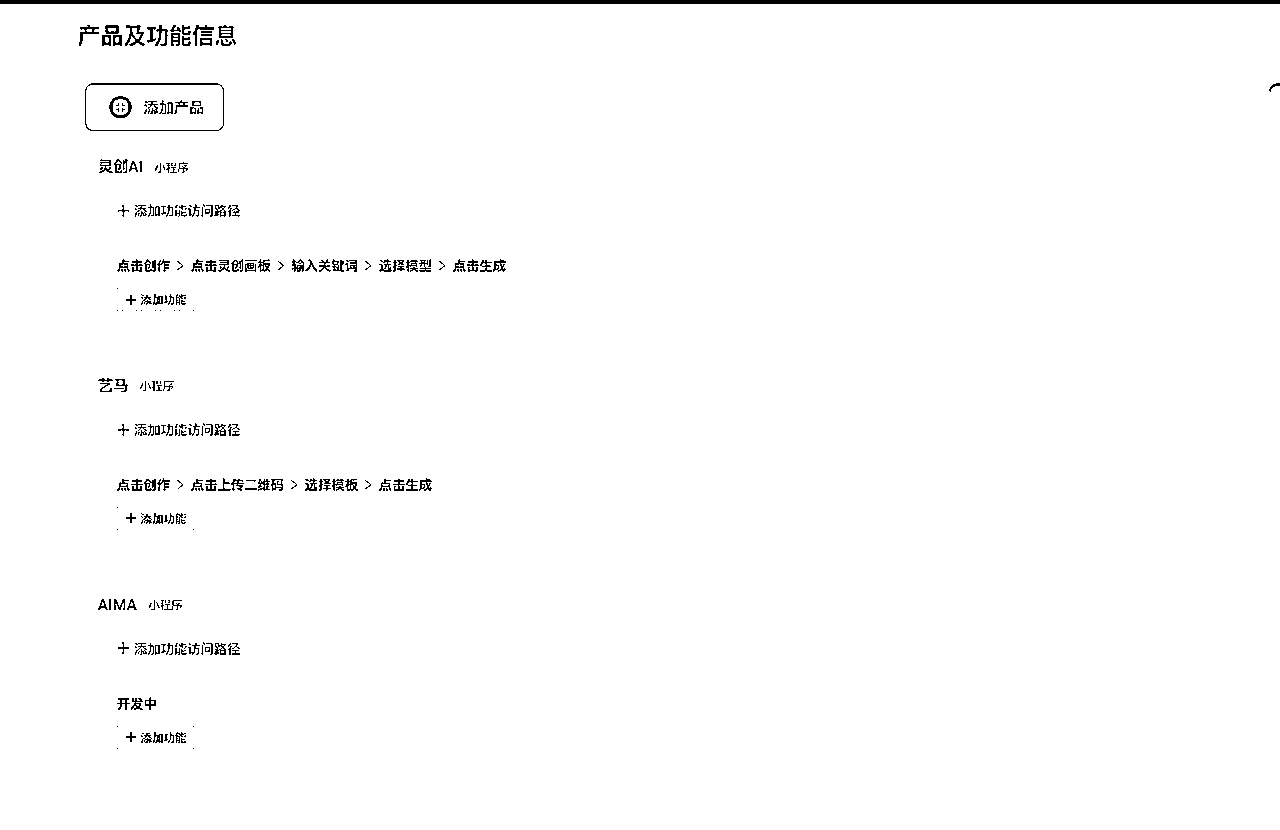 产品及功能信息
添加产品
灵创AI 小程序
+ 添加功能访问路径
点击创作 > 点击灵创画板 > 输入关键词 > 选择模型 > 点击生成
+ 添加功能
艺马 小程序
+ 添加功能访问路径
点击创作 > 点击上传二维码 > 选择模板 > 点击生成
+ 添加功能
AIMA 小程序
+ 添加功能访问路径
开发中
+ 添加功能